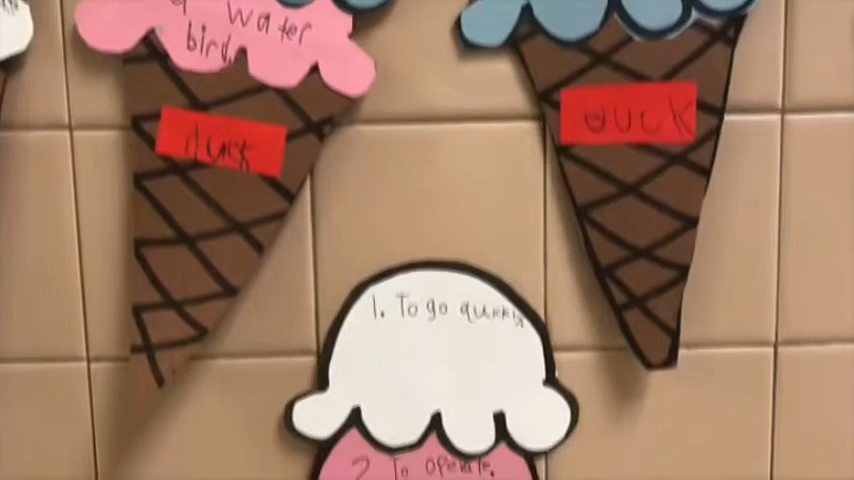 a water
bird.
duck
duck
1. To go quickly
2 To operate.